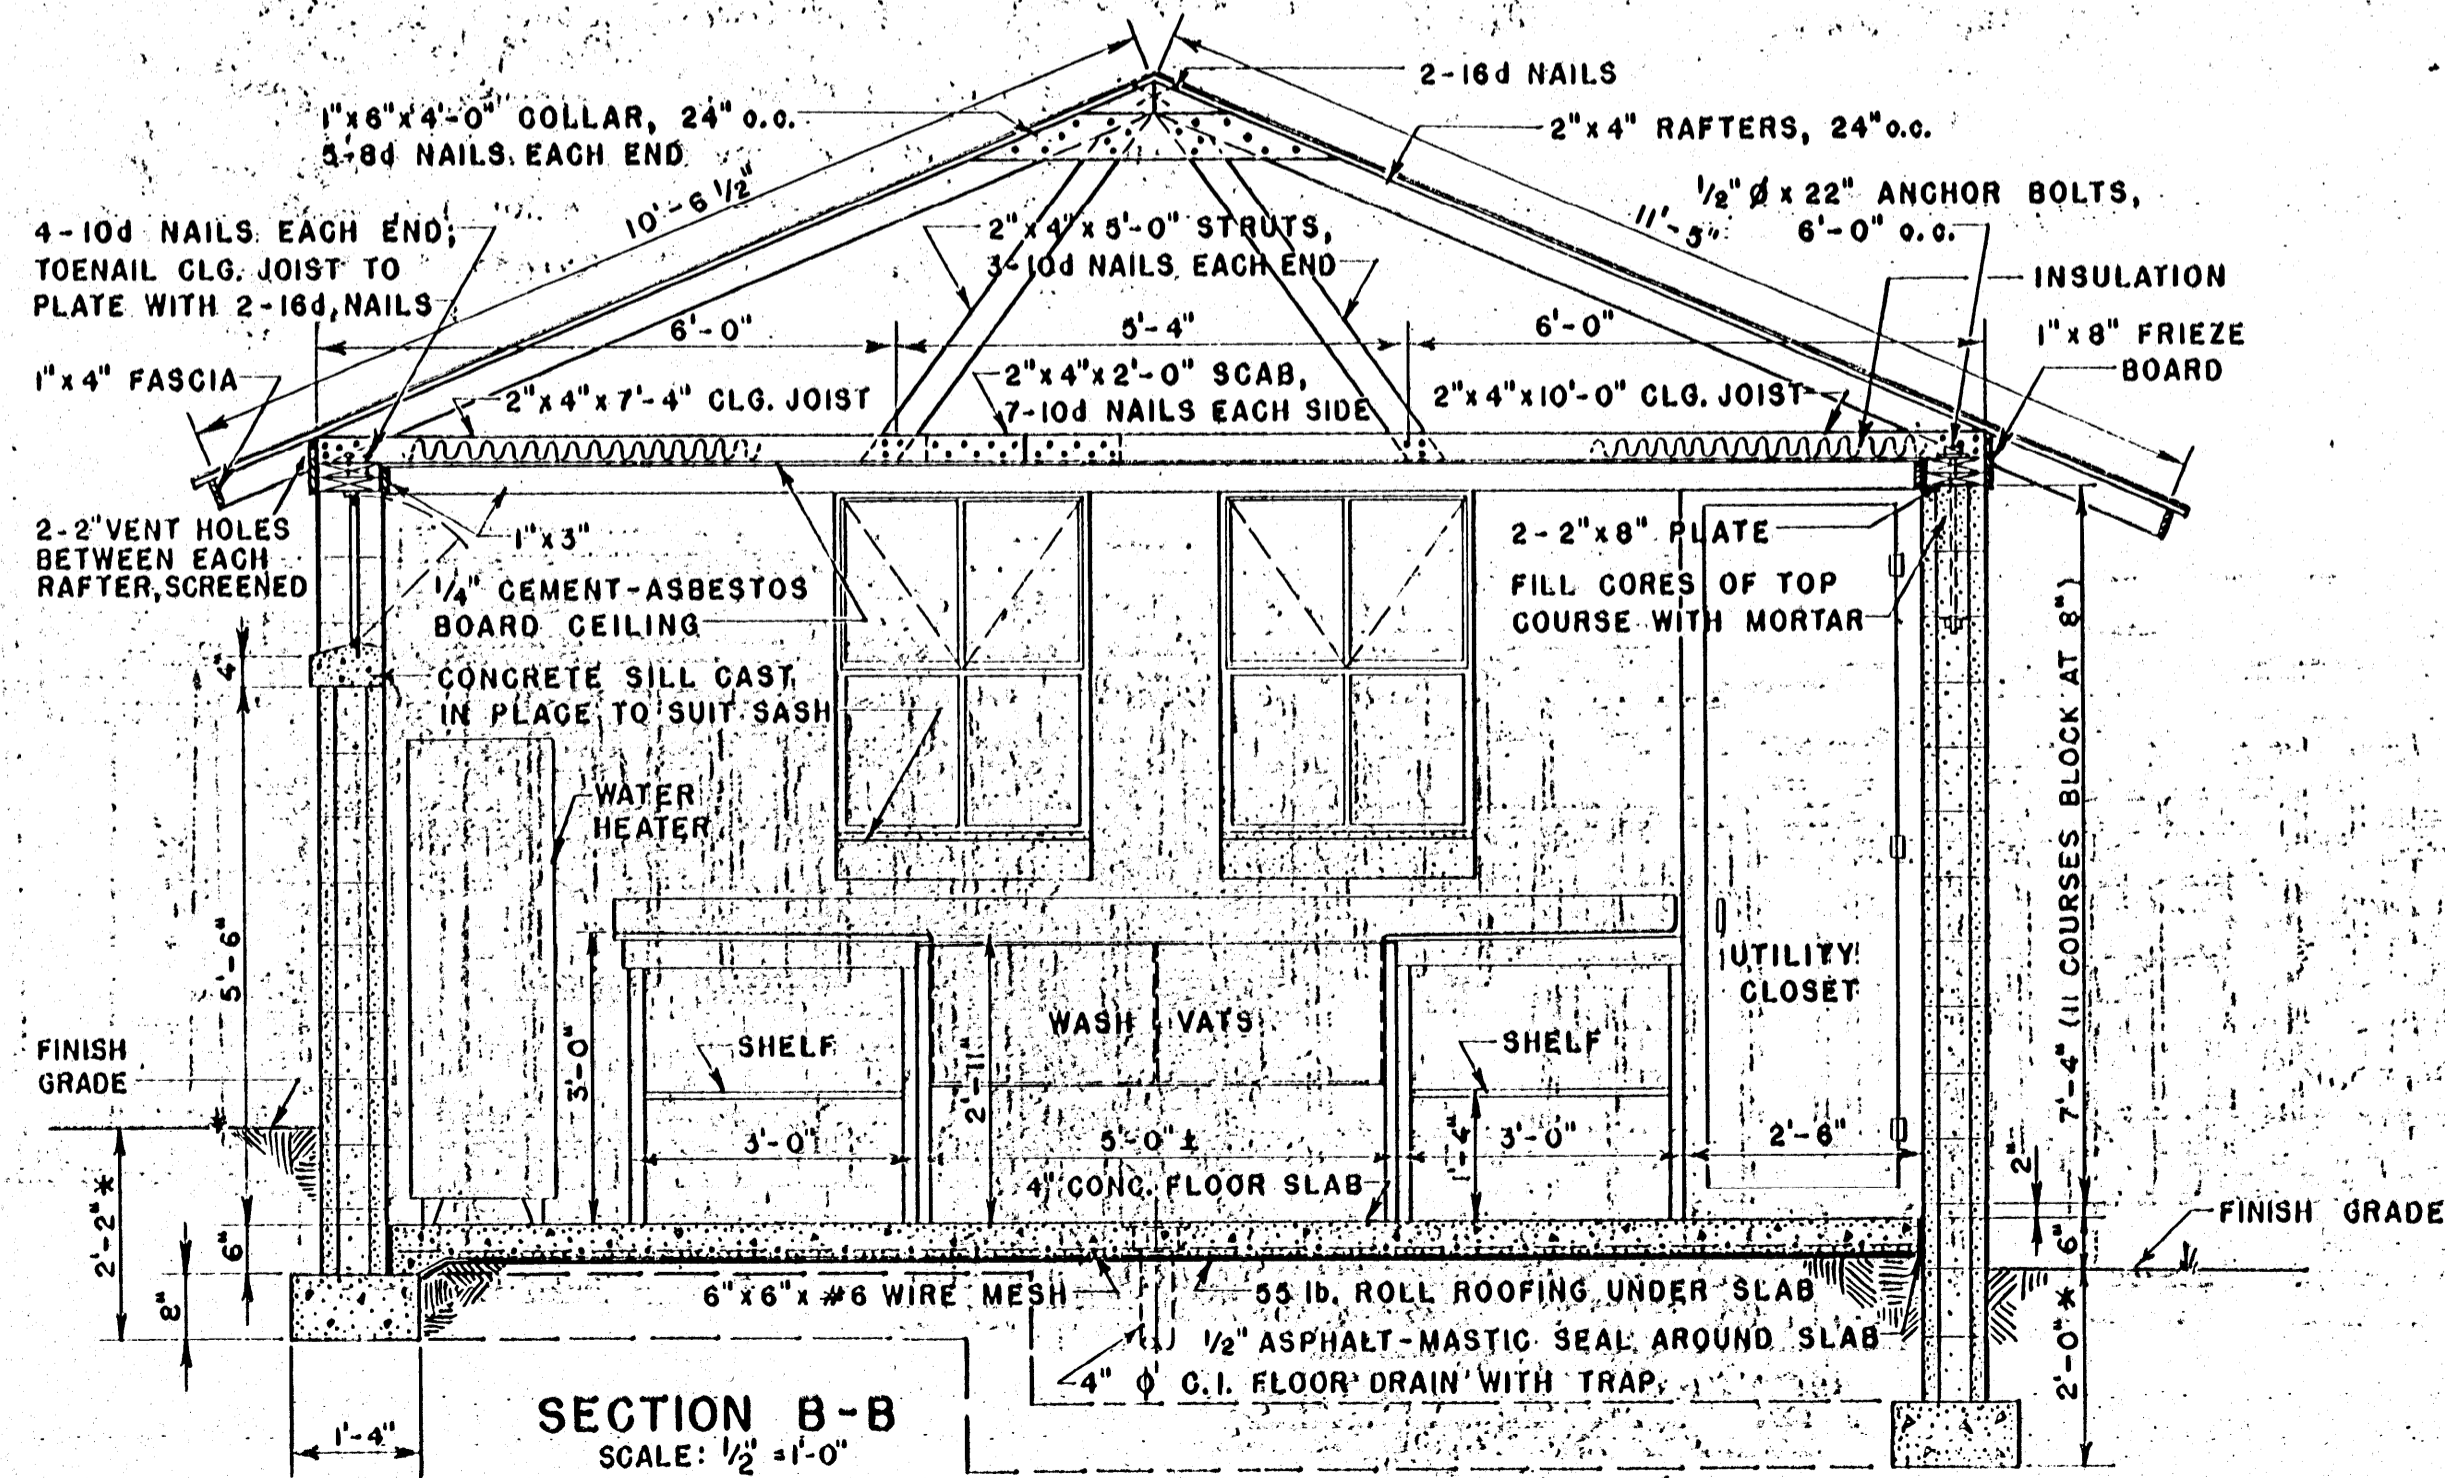 2-16d NAILS
1"x6"x4'-0" COLLAR, 24" o.c.
5-8d NAILS EACH END
2"x4" RAFTERS, 24" o.c.
10'-6 1/2"
11'-5"
1/2" Ø x 22" ANCHOR BOLTS,
6'-0" o.c.
4-10d NAILS EACH END;
TOENAIL CLG. JOIST TO
PLATE WITH 2-16d NAILS
2"x4"x5'-0" STRUTS,
3-10d NAILS EACH END
INSULATION
6'-0"
5'-4"
6'-0"
1"x8" FRIEZE
BOARD
1"x4" FASCIA
2"x4"x7'-4" CLG. JOIST
2"x4"x2'-0" SCAB,
7-10d NAILS EACH SIDE
2"x4"x10'-0" CLG. JOIST
2-2" VENT HOLES
BETWEEN EACH
RAFTER, SCREENED
1"x3"
2-2"x8" PLATE
1/4" CEMENT-ASBESTOS
BOARD CEILING
FILL CORES OF TOP
COURSE WITH MORTAR
4"
CONCRETE SILL CAST
IN PLACE TO SUIT SASH
7'-4" (11 COURSES BLOCK AT 8")
WATER
HEATER
5'-6"
UTILITY
CLOSET
FINISH
GRADE
3'-0"
SHELF
2'-11"
WASH VATS
SHELF
*
3'-0"
5'-0" ±
1'-4"
3'-0"
2'-6"
2"
2'-2" *
4" CONC. FLOOR SLAB
FINISH GRADE
6"
6"
8"
6"x6"x #6 WIRE MESH
55 lb. ROLL ROOFING UNDER SLAB
1/2" ASPHALT-MASTIC SEAL AROUND SLAB
4" ϕ C.I. FLOOR DRAIN WITH TRAP
2'-0" *
1'-4"
SECTION B-B
SCALE: 1/2" = 1'-0"